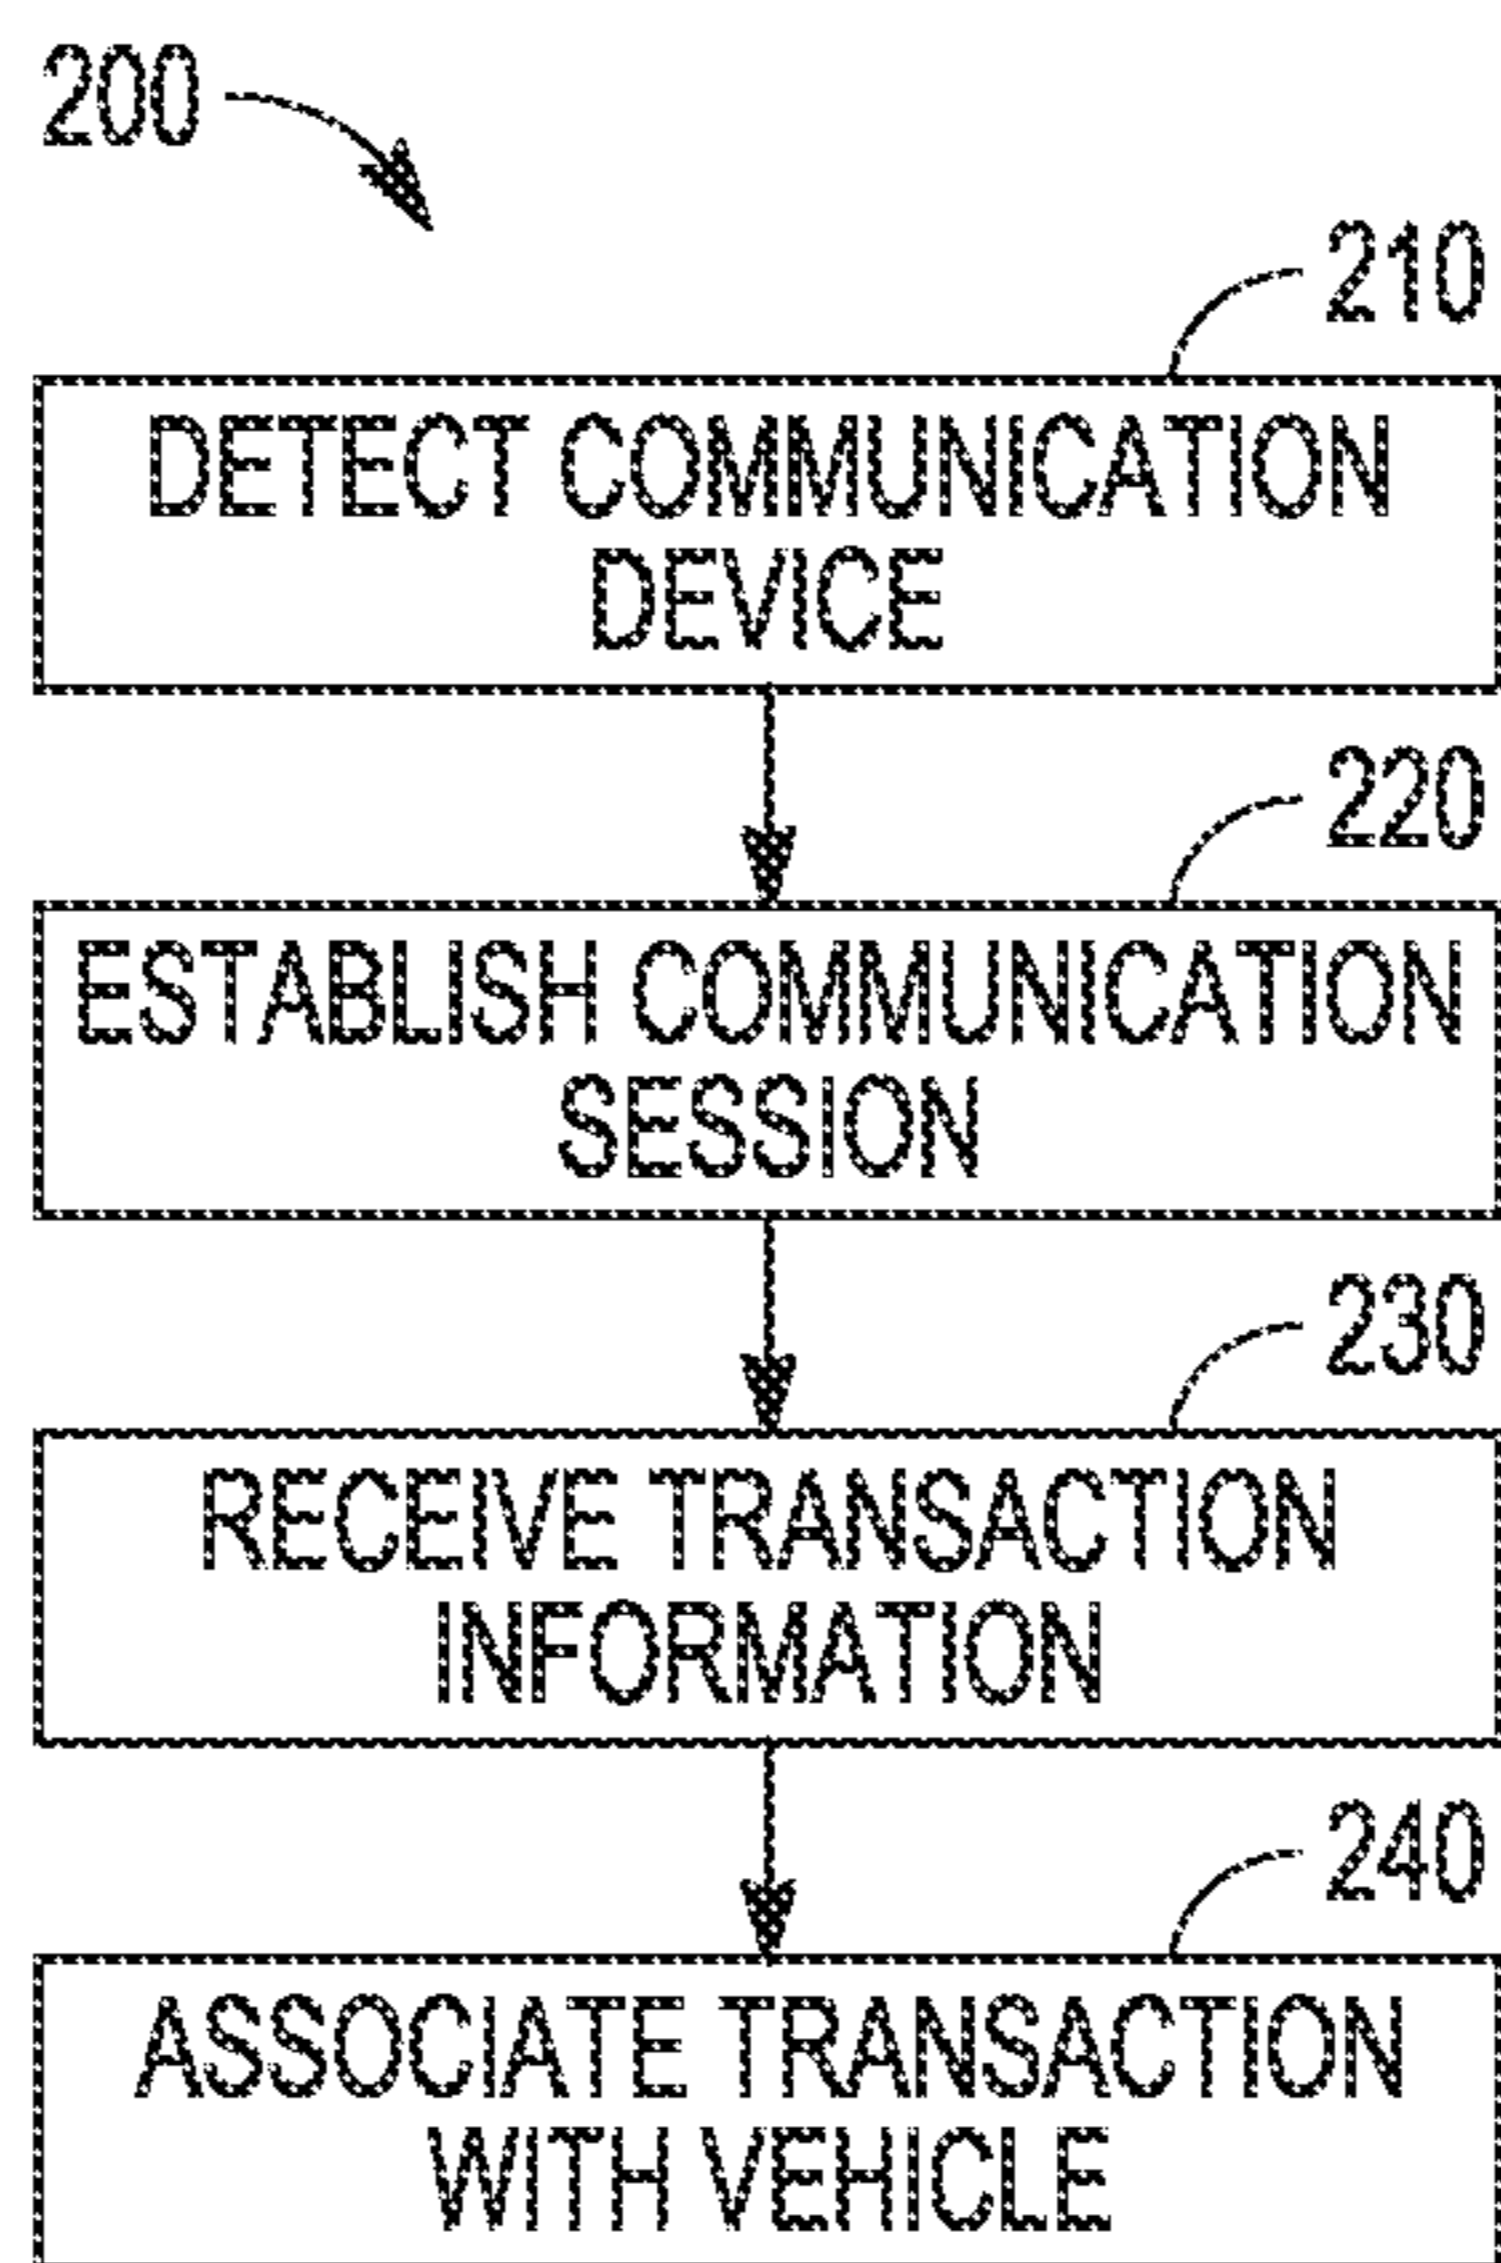 200
210
DETECT COMMUNICATION
DEVICE
220
ESTABLISH COMMUNICATION
SESSION
230
RECEIVE TRANSACTION
INFORMATION
240
ASSOCIATE TRANSACTION
WITH VEHICLE